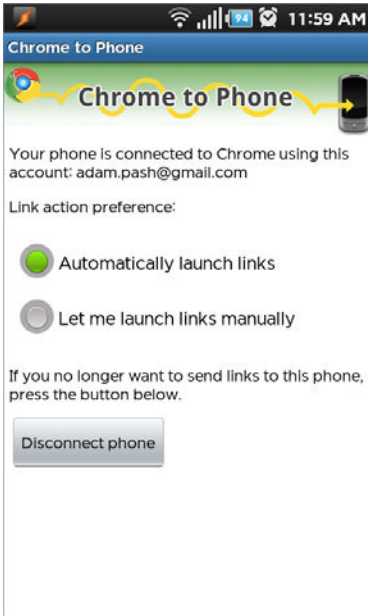 94 11:59 AM
Chrome to Phone
Chrome to Phone
Your phone is connected to Chrome using this
account: adam.pash@gmail.com
Link action preference:
Automatically launch links
Let me launch links manually
If you no longer want to send links to this phone,
press the button below.
Disconnect phone